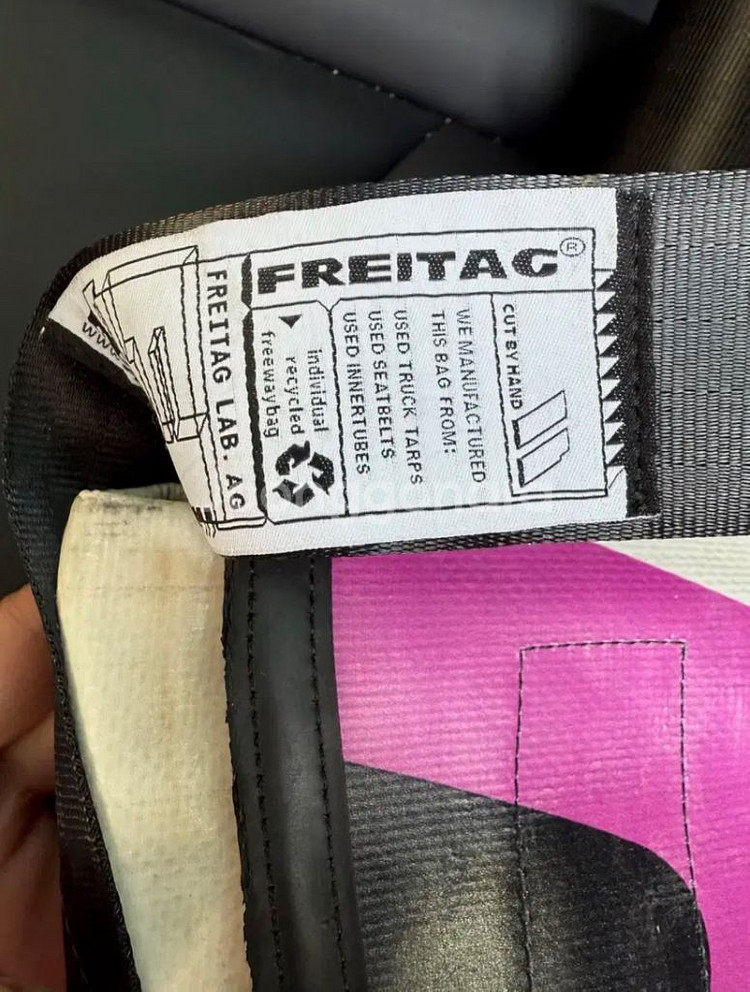 FREITAG®
CUT BY HAND
WE MANUFACTURED
THIS BAG FROM:
USED TRUCK TARPS
USED SEATBELTS
USED INNERTUBES
individual
recycled
freewaybag
FREITAG LAB. AG
www.